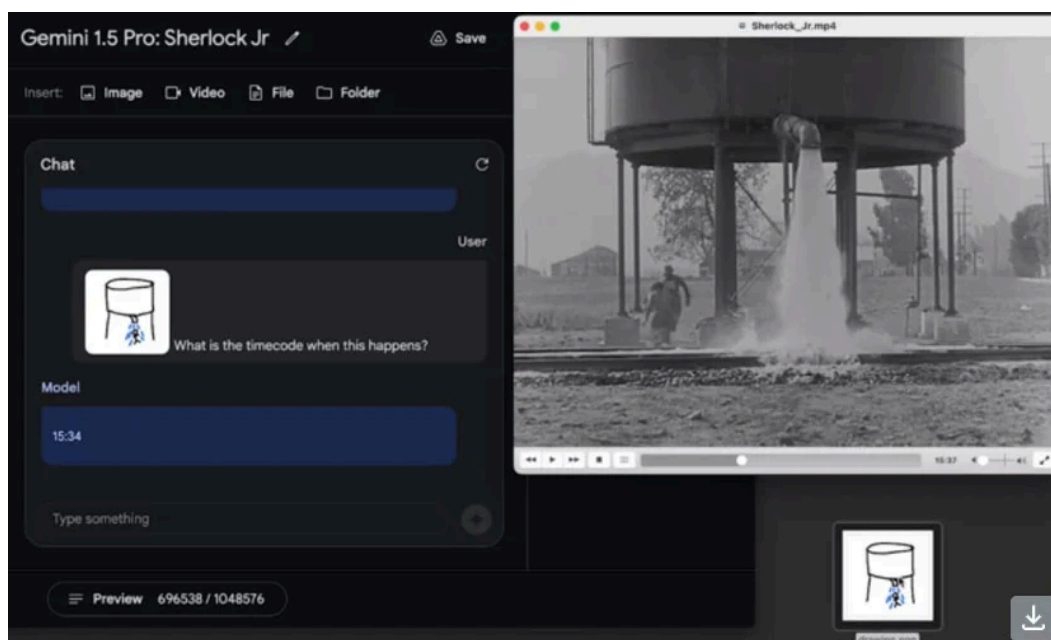 Gemini 1.5 Pro: Sherlock Jr
Save
Sherlock_Jr.mp4
Insert:
Image
Video
File
Folder
Chat
User
What is the timecode when this happens?
Model
15:34
15:37
Type something
Preview 696538 / 1048576